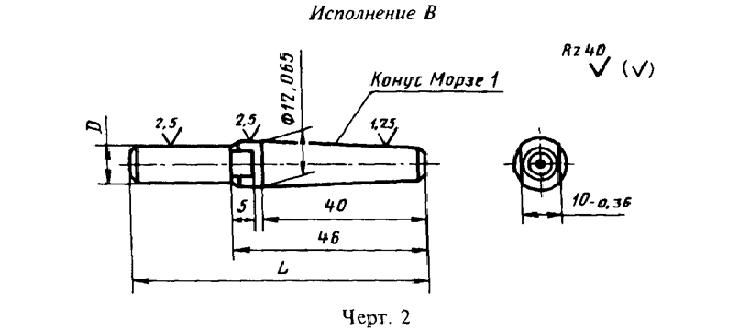 Исполнение В
Rz 40
(√)
Конус Морзе 1
Ф12,065
D
2,5
2,5
1,25
5
40
46
L
10-0,36
Черт. 2